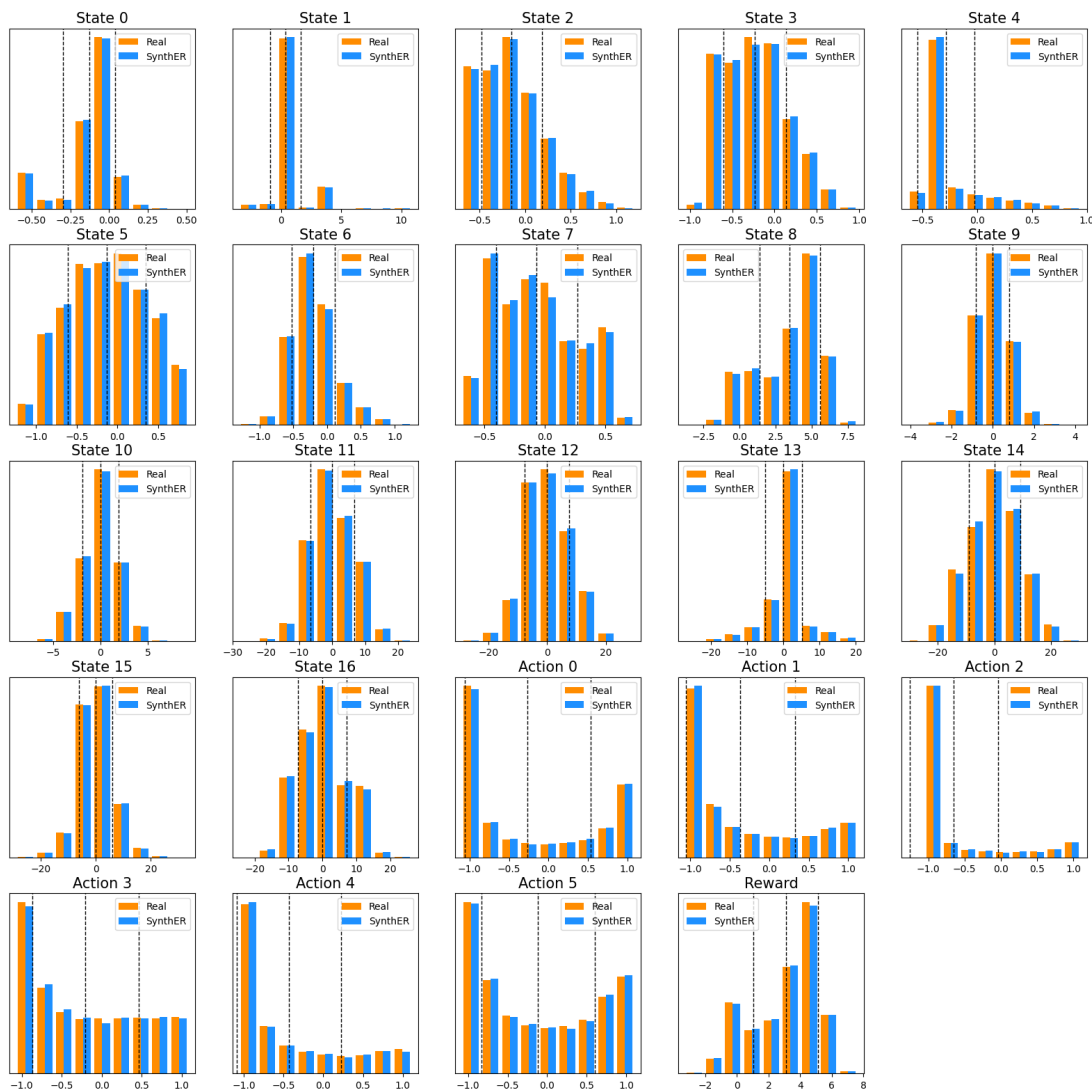 State 0
Real
SynthER
−0.50 −0.25 0.00 0.25 0.50
State 1
Real
SynthER
0 5 10
State 2
Real
SynthER
−0.5 0.0 0.5 1.0
State 3
Real
SynthER
−1.0 −0.5 0.0 0.5 1.0
State 4
Real
SynthER
−0.5 0.0 0.5 1.0
State 5
Real
SynthER
−1.0 −0.5 0.0 0.5
State 6
Real
SynthER
−1.0 −0.5 0.0 0.5 1.0
State 7
Real
SynthER
−0.5 0.0 0.5
State 8
Real
SynthER
−2.5 0.0 2.5 5.0 7.5
State 9
Real
SynthER
−4 −2 0 2 4
State 10
Real
SynthER
−5 0 5
State 11
Real
SynthER
−30 −20 −10 0 10 20
State 12
Real
SynthER
−20 0 20
State 13
Real
SynthER
−20 −10 0 10 20
State 14
Real
SynthER
−20 0 20
State 15
Real
SynthER
−20 0 20
State 16
Real
SynthER
−20 −10 0 10 20
Action 0
Real
SynthER
−1.0 −0.5 0.0 0.5 1.0
Action 1
Real
SynthER
−1.0 −0.5 0.0 0.5 1.0
Action 2
Real
SynthER
−1.0 −0.5 0.0 0.5 1.0
Action 3
Real
SynthER
−1.0 −0.5 0.0 0.5 1.0
Action 4
Real
SynthER
−1.0 −0.5 0.0 0.5 1.0
Action 5
Real
SynthER
−1.0 −0.5 0.0 0.5 1.0
Reward
Real
SynthER
−2 0 2 4 6 8